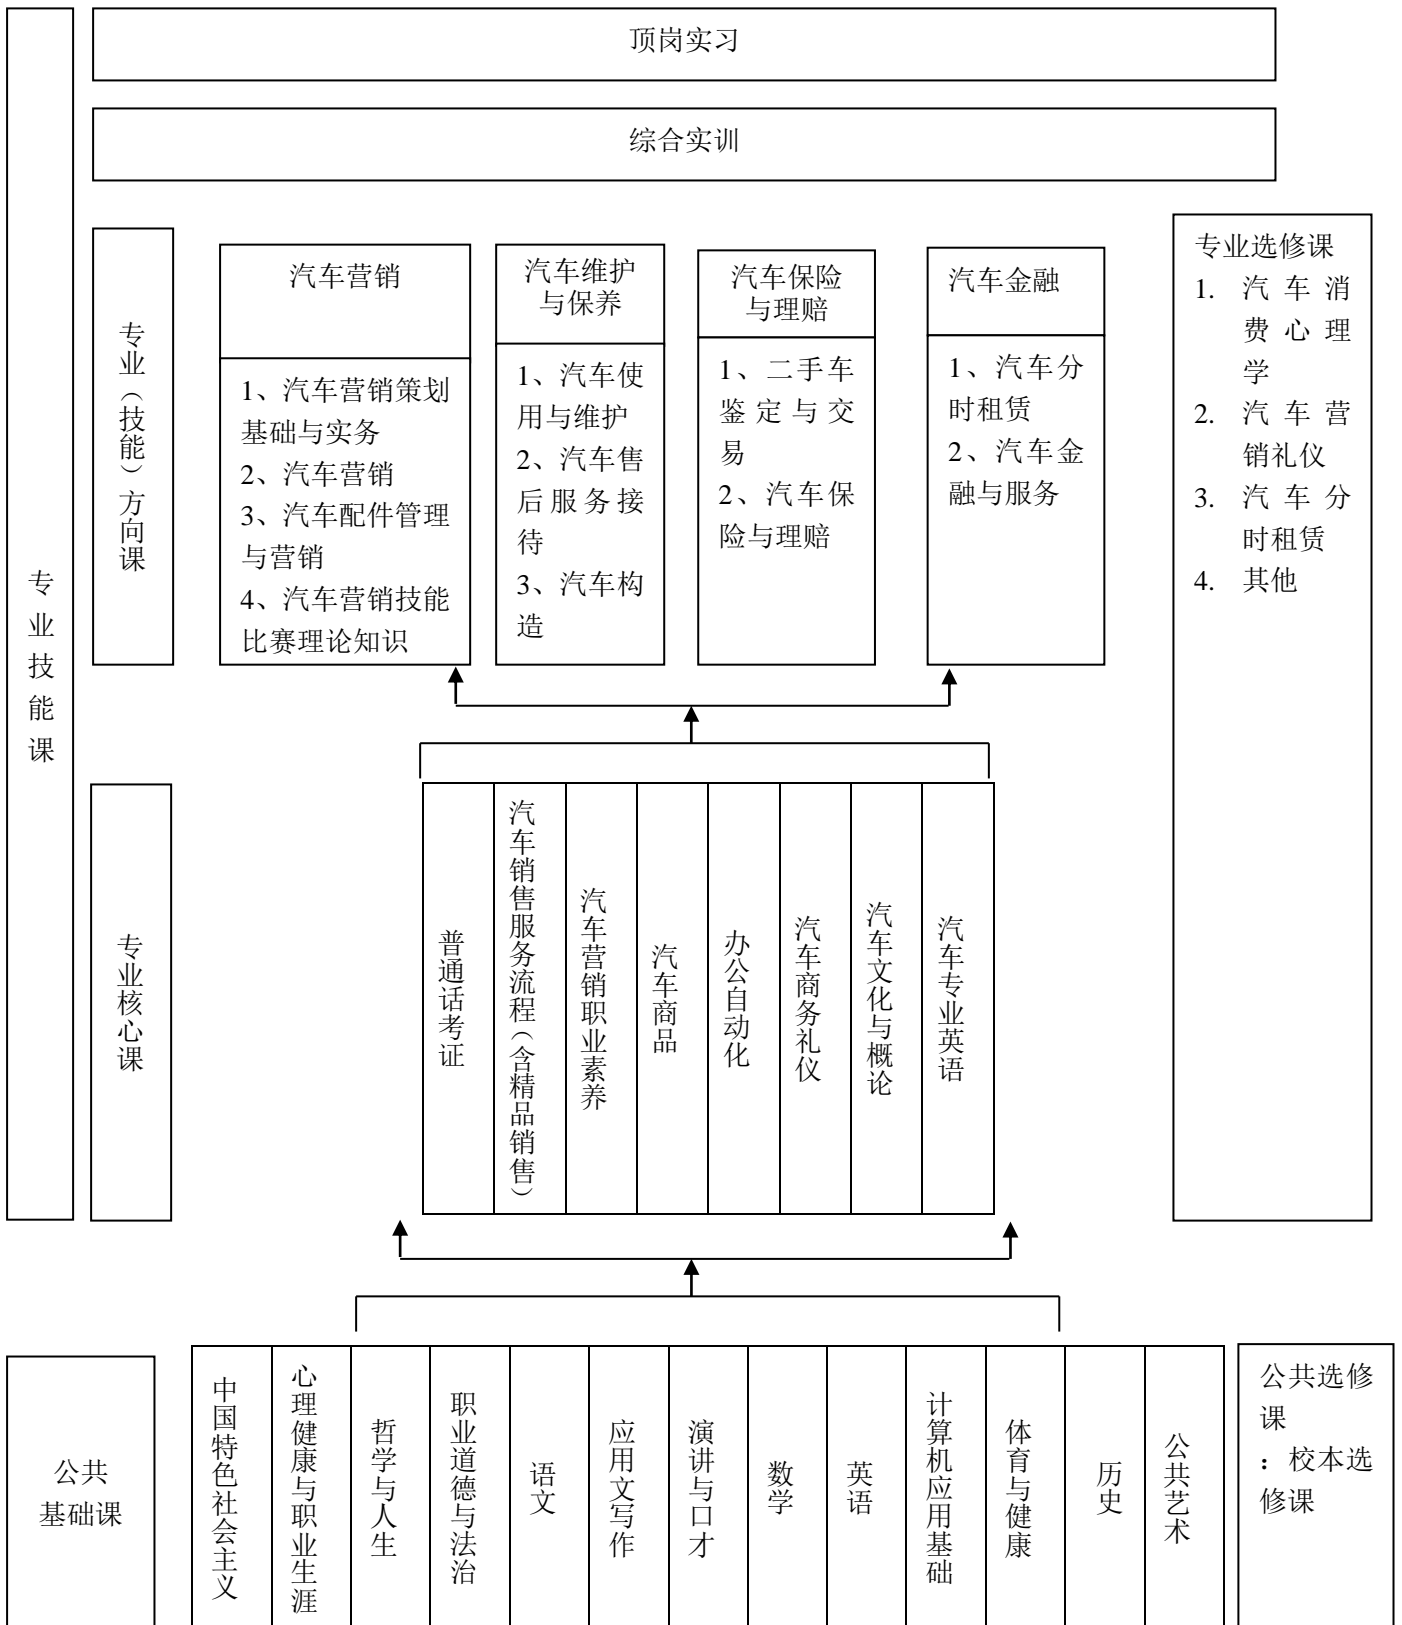 顶岗实习
综合实训
专业技能课
专业（技能）方向课
汽车营销
1、汽车营销策划
基础与实务
2、汽车营销
3、汽车配件管理
与营销
4、汽车营销技能
比赛理论知识
汽车维护
与保养
1、汽车使
用与维护
2、汽车售
后服务接
待
3、汽车构
造
汽车保险
与理赔
1、二手车
鉴定与交
易
2、汽车保
险与理赔
汽车金融
1、汽车分
时租赁
2、汽车金
融与服务
专业选修课
1. 汽车消
费心理
学
2. 汽车营
销礼仪
3. 汽车分
时租赁
4. 其他
专业核心课
普通话考证
汽车销售服务流程（含精品销售）
汽车营销职业素养
汽车商品
办公自动化
汽车商务礼仪
汽车文化与概论
汽车专业英语
公共
基础课
中国特色社会主义
心理健康与职业生涯
哲学与人生
职业道德与法治
语文
应用文写作
演讲与口才
数学
英语
计算机应用基础
体育与健康
历史
公共艺术
公共选修
课
：校本选
修课